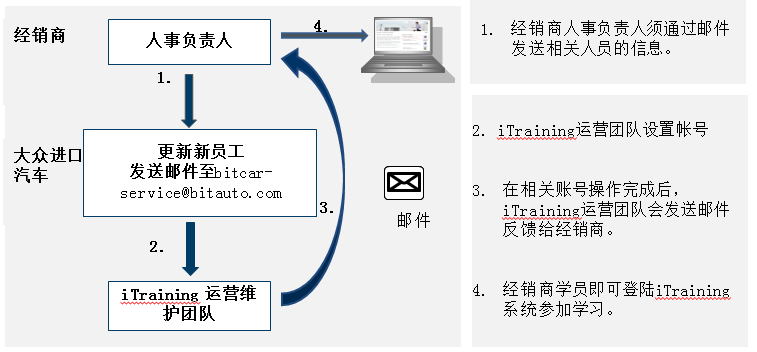 经销商
人事负责人
4.
1.
大众进口
汽车
更新新员工
发送邮件至bitcar-
service@bitauto.com
3.
邮件
2.
iTraining 运营维
护团队
1. 经销商人事负责人须通过邮件
发送相关人员的信息。
2. iTraining运营团队设置帐号
3. 在相关账号操作完成后，
iTraining运营团队会发送邮件
反馈给经销商。
4. 经销商学员即可登陆iTraining
系统参加学习。